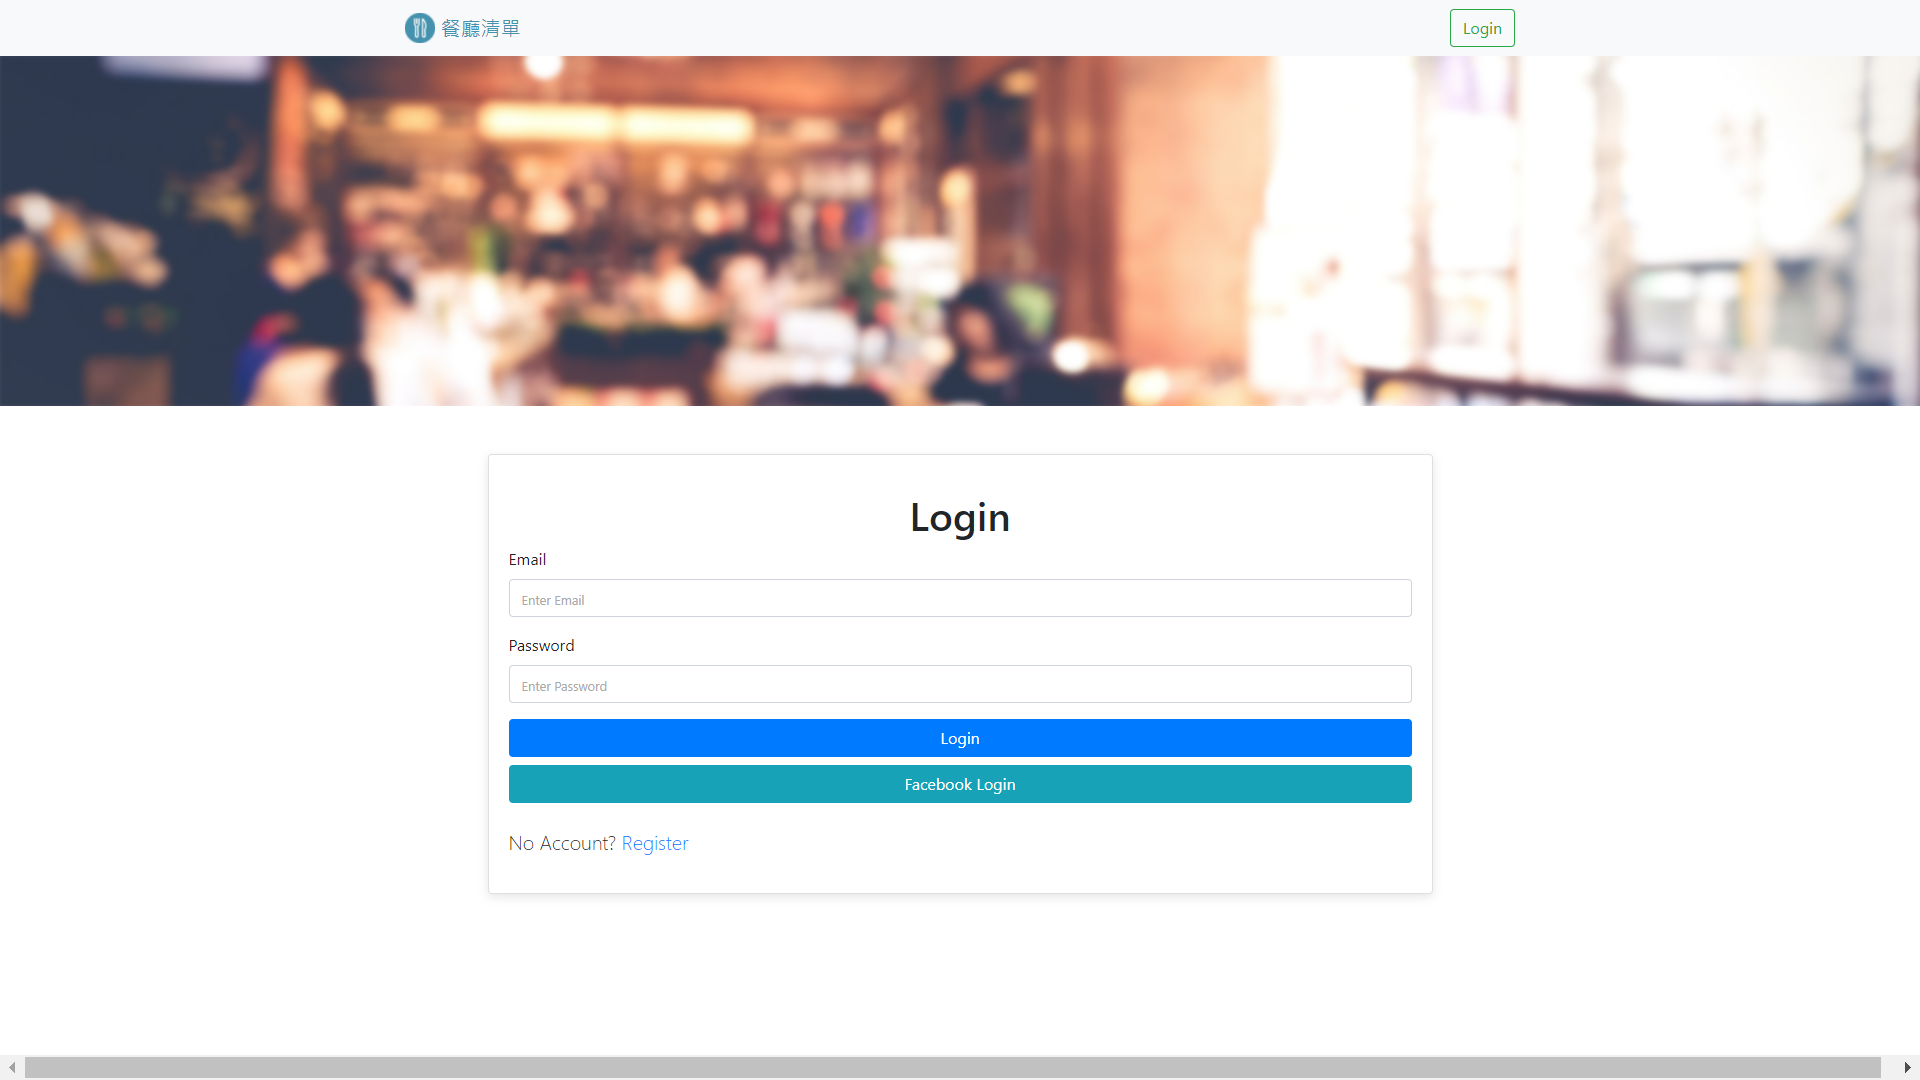 餐廳清單
Login
Login
Email
Enter Email
Password
Enter Password
Login
Facebook Login
No Account? Register